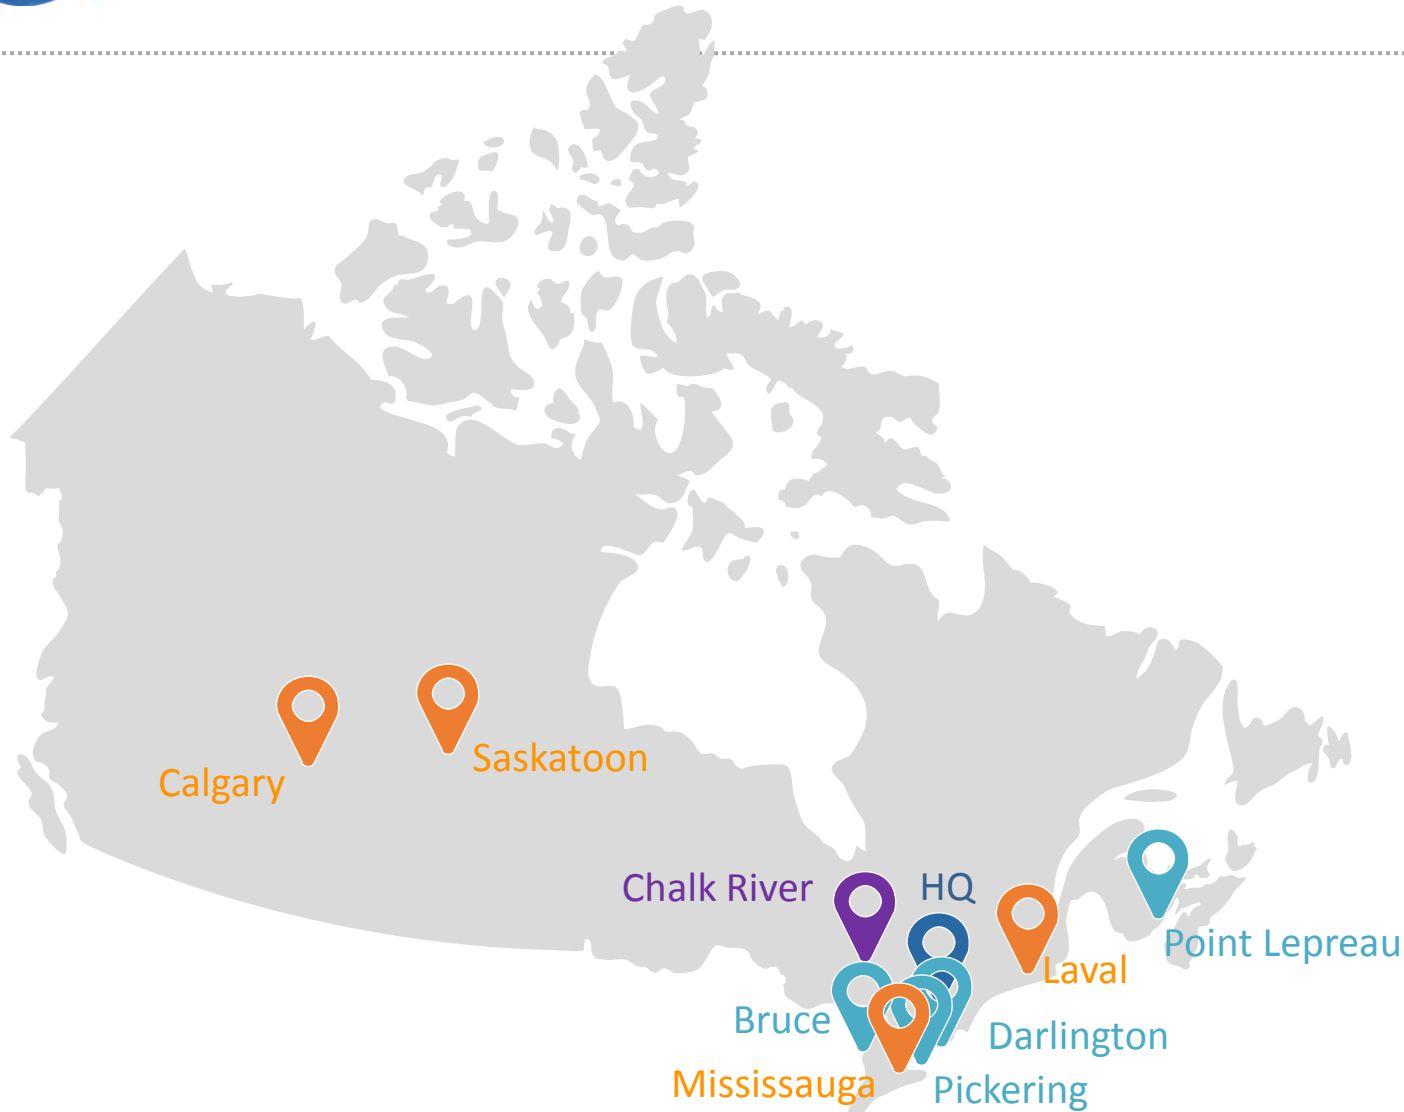 Saskatoon
Calgary
Chalk River
HQ
Point Lepreau
Laval
Bruce
Darlington
Mississauga
Pickering